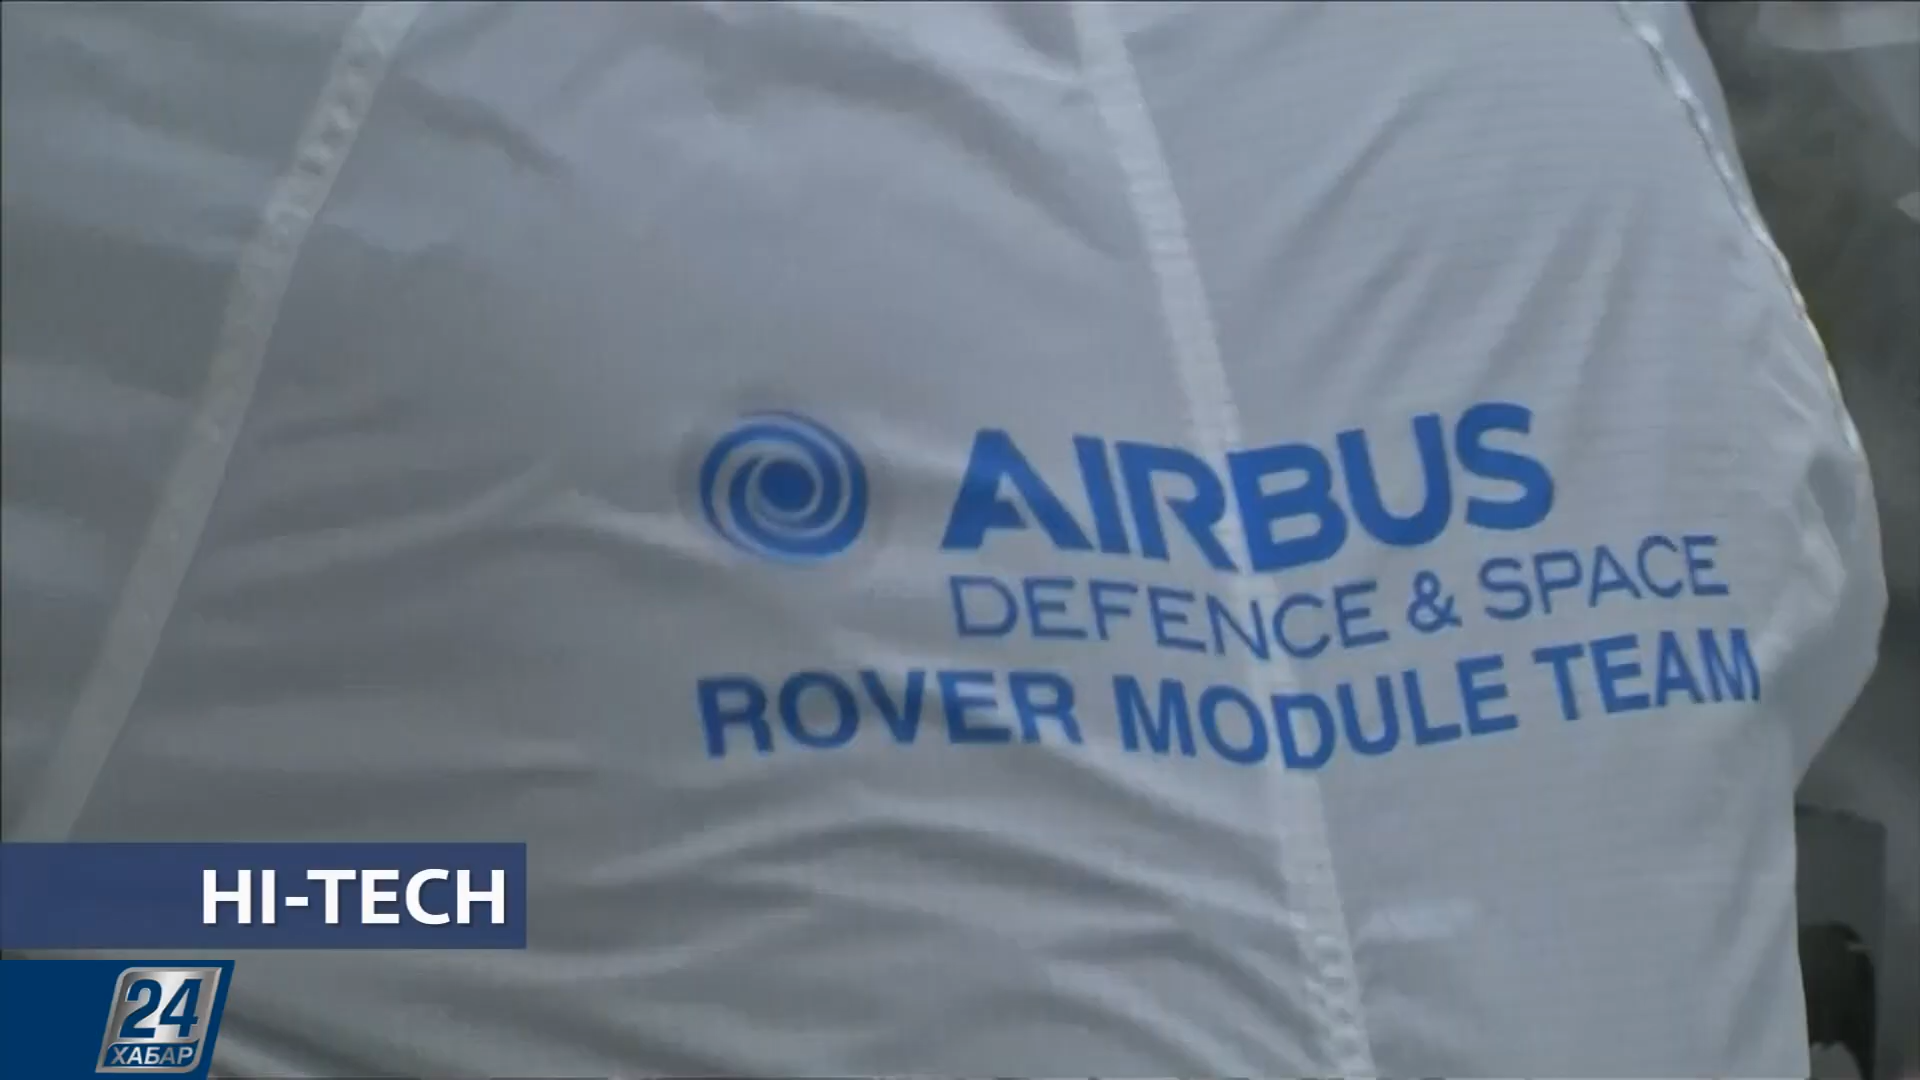 AIRBUS
DEFENCE & SPACE
ROVER MODULE TEAM
HI-TECH
24
ХАБАР